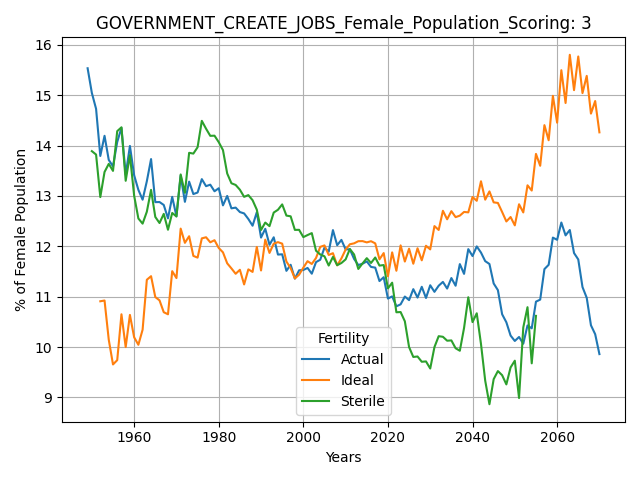 GOVERNMENT_CREATE_JOBS_Female_Population_Scoring: 3
% of Female Population
16
15
14
13
12
11
10
9
Fertility
Actual
Ideal
Sterile
1960 1980 2000 2020 2040 2060
Years